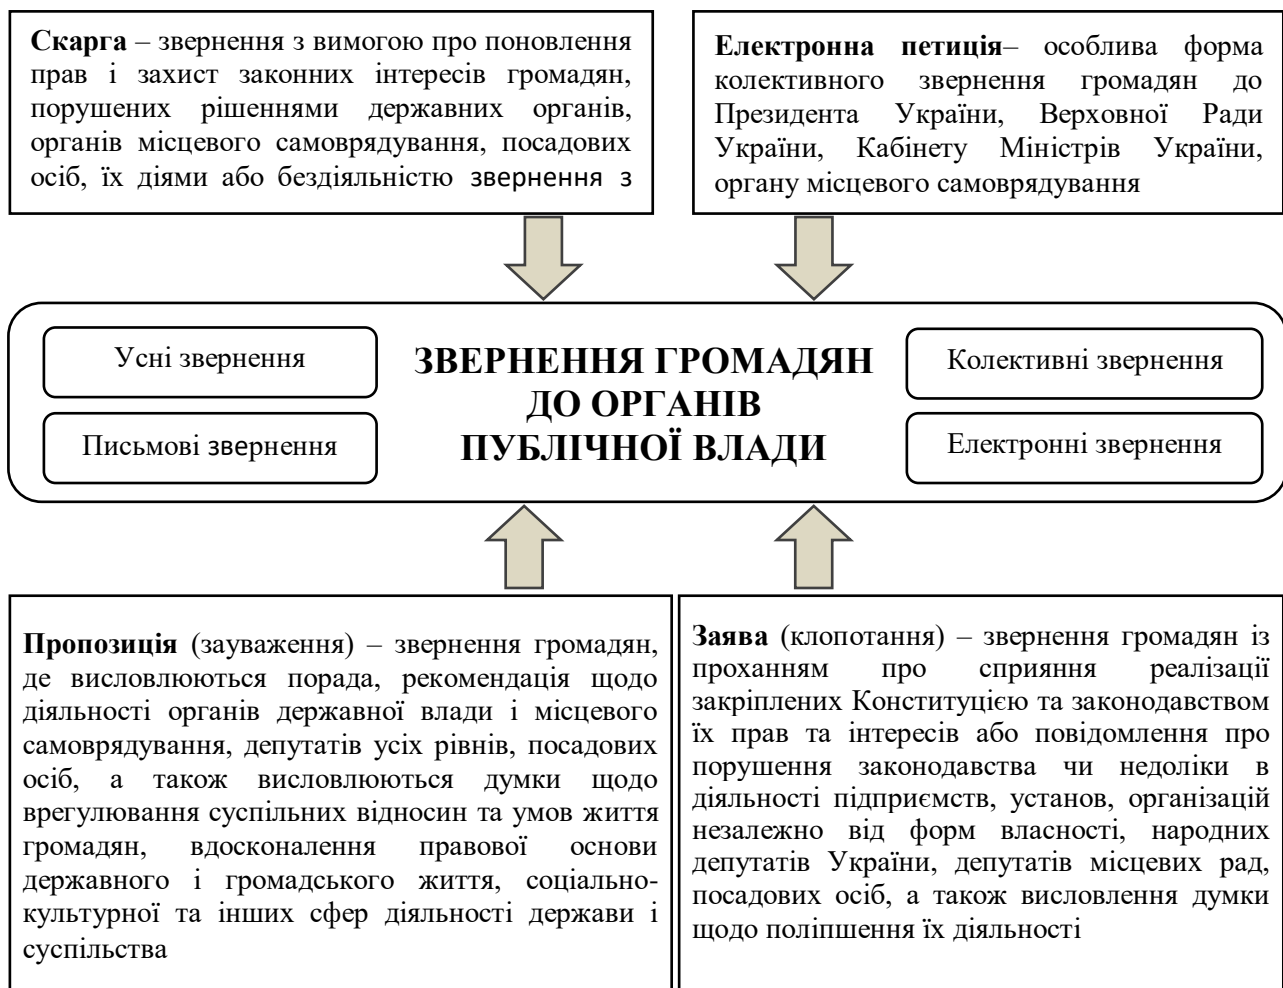 Скарга – звернення з вимогою про поновлення
прав і захист законних інтересів громадян,
порушених рішеннями державних органів,
органів місцевого самоврядування, посадових
осіб, їх діями або бездіяльністю звернення з
Електронна петиція– особлива форма
колективного звернення громадян до
Президента України, Верховної Ради
України, Кабінету Міністрів України,
органу місцевого самоврядування
Усні звернення
Письмові звернення
ЗВЕРНЕННЯ ГРОМАДЯН
ДО ОРГАНІВ
ПУБЛІЧНОЇ ВЛАДИ
Колективні звернення
Електронні звернення
Пропозиція (зауваження) – звернення громадян,
де висловлюються порада, рекомендація щодо
діяльності органів державної влади і місцевого
самоврядування, депутатів усіх рівнів, посадових
осіб, а також висловлюються думки щодо
врегулювання суспільних відносин та умов життя
громадян, вдосконалення правової основи
державного і громадського життя, соціально-
культурної та інших сфер діяльності держави і
суспільства
Заява (клопотання) – звернення громадян із
проханням про сприяння реалізації
закріплених Конституцією та законодавством
їх прав та інтересів або повідомлення про
порушення законодавства чи недоліки в
діяльності підприємств, установ, організацій
незалежно від форм власності, народних
депутатів України, депутатів місцевих рад,
посадових осіб, а також висловлення думки
щодо поліпшення їх діяльності